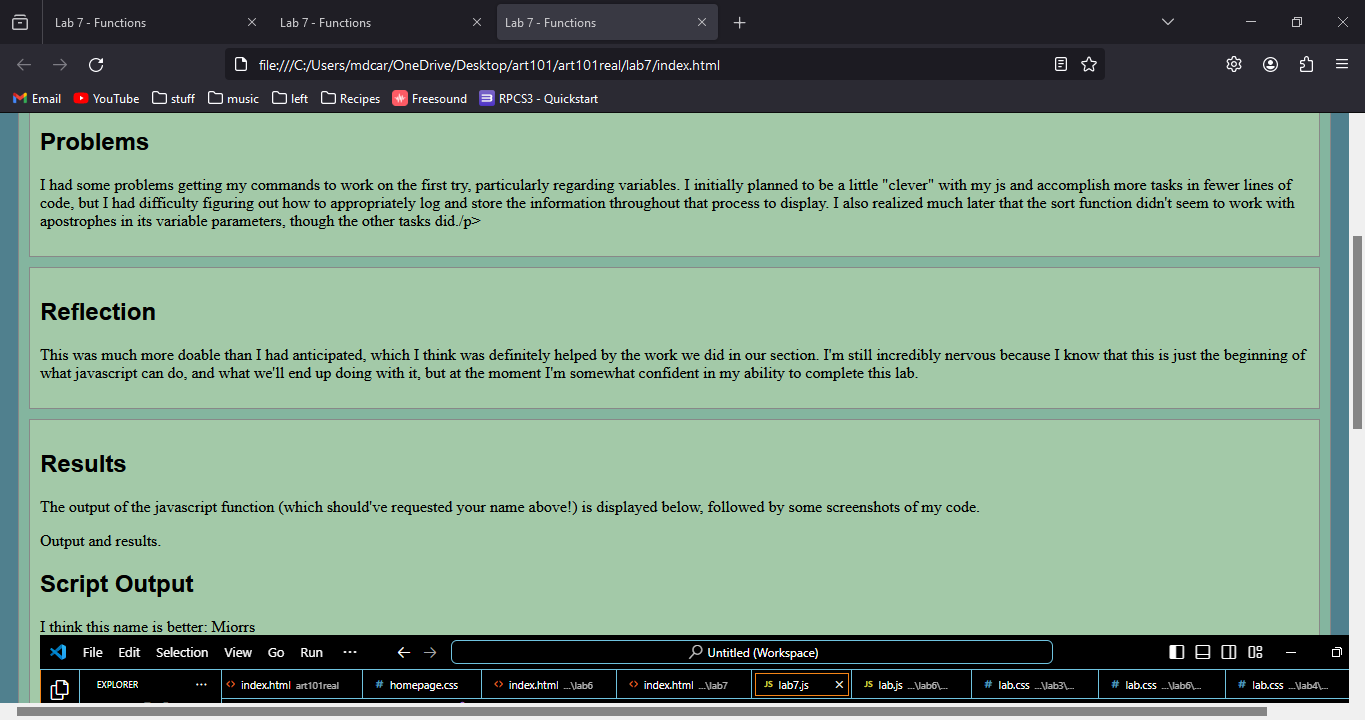 Lab 7 - Functions
Lab 7 - Functions
Lab 7 - Functions
file:///C:/Users/mdcar/OneDrive/Desktop/art101/art101real/lab7/index.html
Email YouTube stuff music left Recipes Freesound RPCS3 - Quickstart
Problems
I had some problems getting my commands to work on the first try, particularly regarding variables. I initially planned to be a little "clever" with my js and accomplish more tasks in fewer lines of
code, but I had difficulty figuring out how to appropriately log and store the information throughout that process to display. I also realized much later that the sort function didn't seem to work with
apostrophes in its variable parameters, though the other tasks did./p>
Reflection
This was much more doable than I had anticipated, which I think was definitely helped by the work we did in our section. I'm still incredibly nervous because I know that this is just the beginning of
what javascript can do, and what we'll end up doing with it, but at the moment I'm somewhat confident in my ability to complete this lab.
Results
The output of the javascript function (which should've requested your name above!) is displayed below, followed by some screenshots of my code.
Output and results.
Script Output
I think this name is better: Miorrs
File Edit Selection View Go Run ··· Untitled (Workspace)
EXPLORER ··· <> index.html art101real # homepage.css <> index.html ...\lab6 <> index.html ...\lab7 JS lab7.js JS lab.js ...\lab6\... # lab.css ...\lab3\... # lab.css ...\lab6\... # lab.css ...\lab4\...